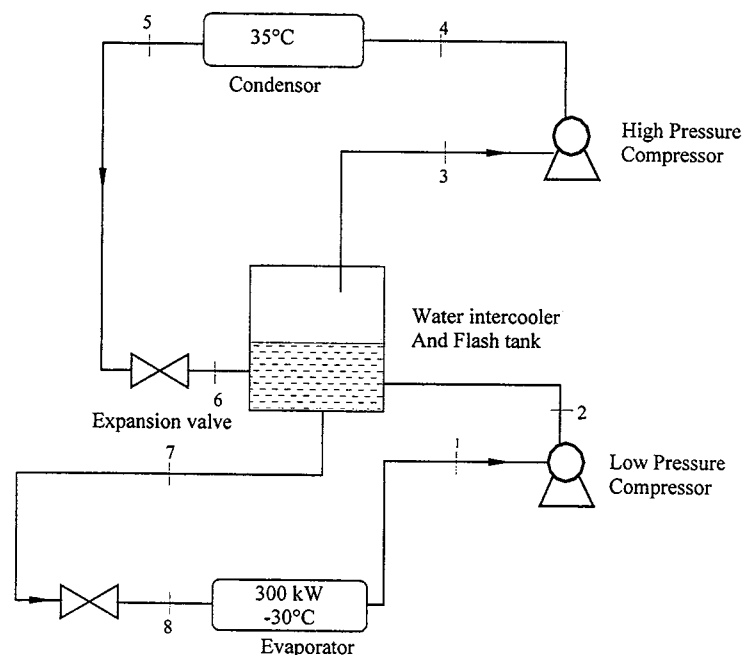 5
35°C
4
Condensor
High Pressure
Compressor
3
Water intercooler
And Flash tank
6
Expansion valve
2
7
1
Low Pressure
Compressor
300 kW
-30°C
8
Evaporator